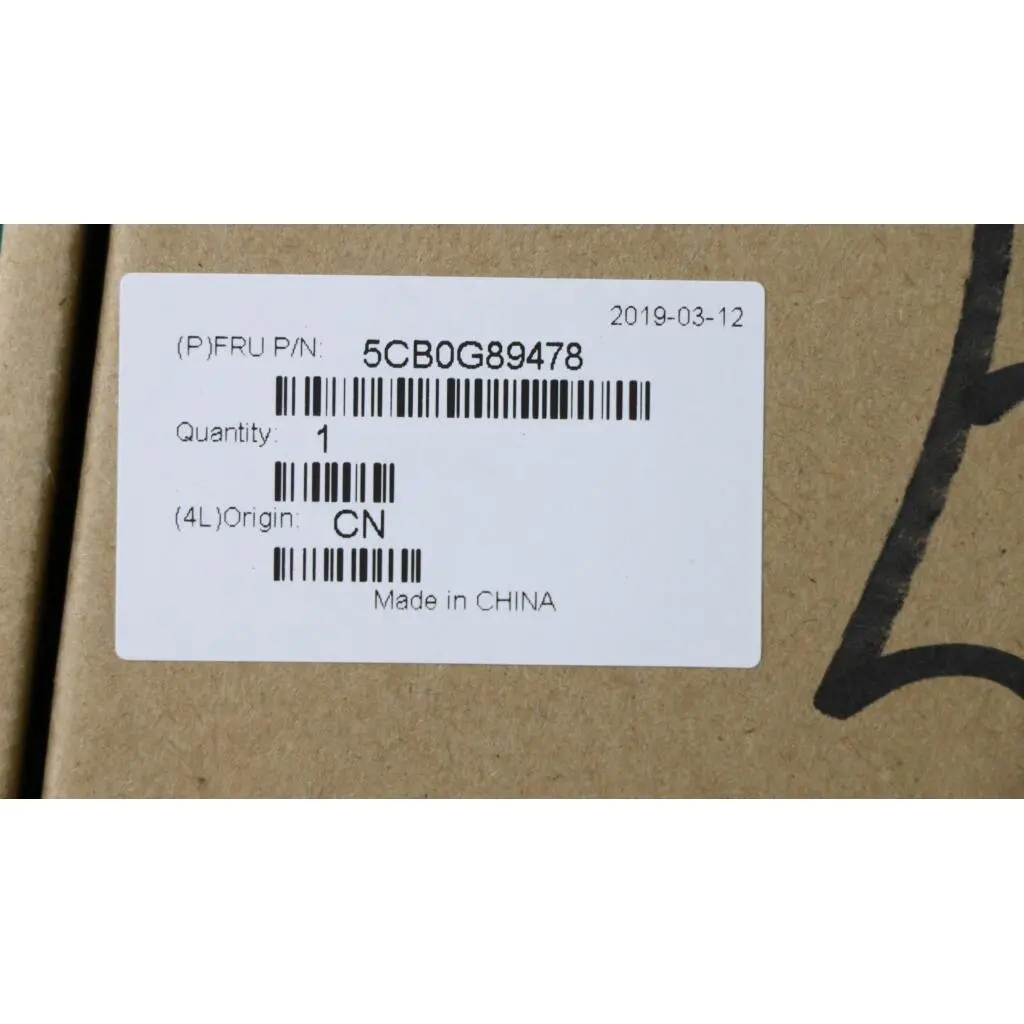 2019-03-12
(P)FRU P/N: 5CB0G89478
Quantity: 1
(4L)Origin: CN
Made in CHINA